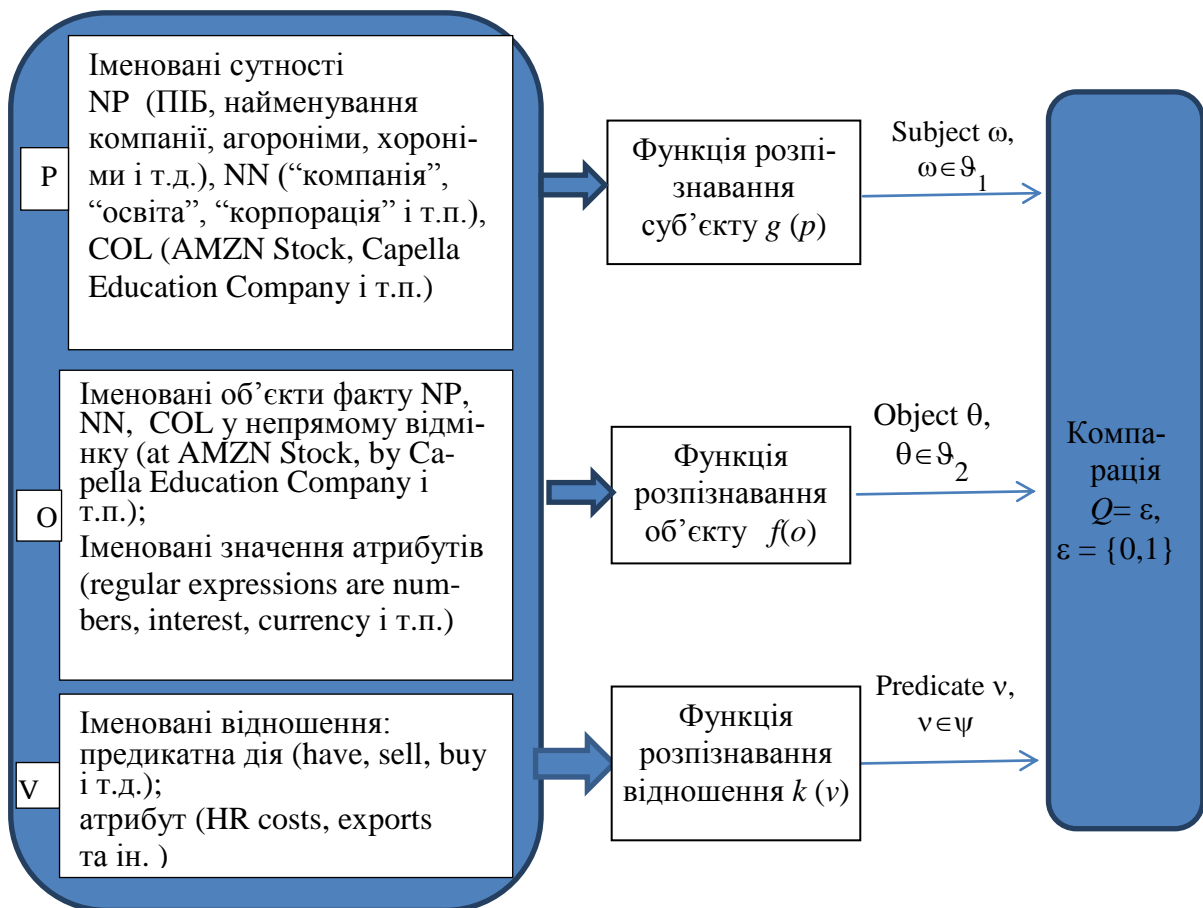 P
Іменовані сутності
NP (ПІБ, найменування
компанії, агороніми, хороні-
ми і т.д.), NN (“компанія”,
“освіта”, “корпорація” і т.п.),
COL (AMZN Stock, Capella
Education Company і т.п.)
Функція розпі-
знавання
суб’єкту g (p)
Subject ω,
ω∈ϑ1
O
Іменовані об’єкти факту NP,
NN, COL у непрямому відмі-
нку (at AMZN Stock, by Ca-
pella Education Company і
т.п.);
Іменовані значення атрибутів
(regular expressions are num-
bers, interest, currency і т.п.)
Функція
розпізнавання
об’єкту f(o)
Object θ,
θ∈ϑ2
V
Іменовані відношення:
предикатна дія (have, sell, buy
і т.д.);
атрибут (HR costs, exports
та ін. )
Функція
розпізнавання
відношення k (v)
Predicate ν,
ν∈ψ
Компа-
рація
Q= ε,
ε = {0,1}